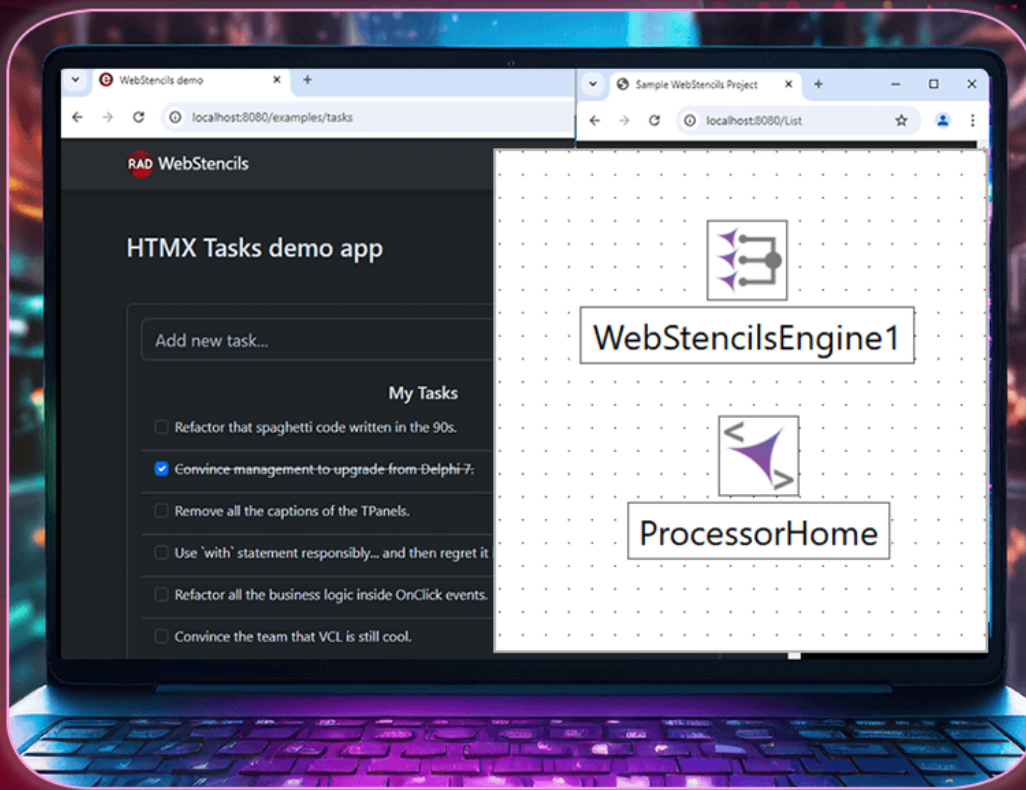 WebStencils demo
Sample WebStencils Project
localhost:8080/examples/tasks
localhost:8080/List
RAD WebStencils
HTMX Tasks demo app
Add new task...
My Tasks
Refactor that spaghetti code written in the 90s.
Convince management to upgrade from Delphi 7.
Remove all the captions of the TPanels.
Use `with` statement responsibly... and then regret it
Refactor all the business logic inside OnClick events.
Convince the team that VCL is still cool.
WebStencilsEngine1
< >
ProcessorHome